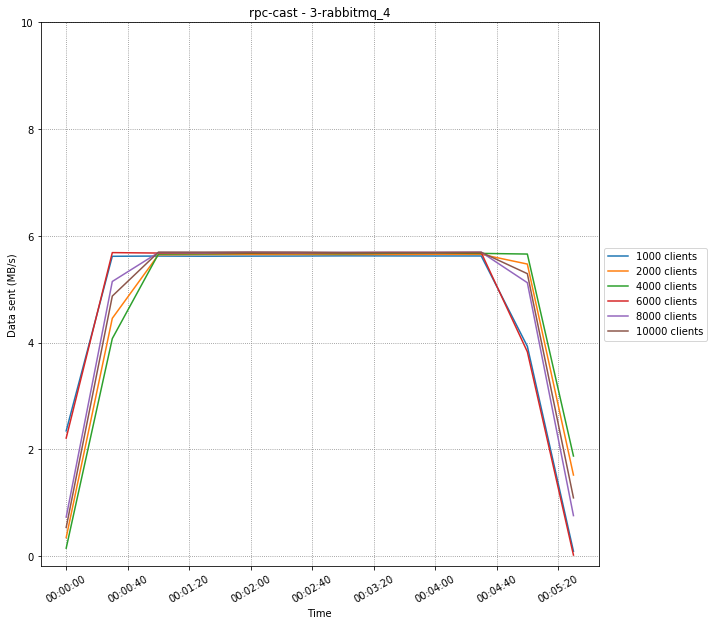 rpc-cast - 3-rabbitmq_4
Data sent (MB/s)
10
8
6
4
2
0
00:00:00
00:00:40
00:01:20
00:02:00
00:02:40
00:03:20
00:04:00
00:04:40
00:05:20
Time
1000 clients
2000 clients
4000 clients
6000 clients
8000 clients
10000 clients